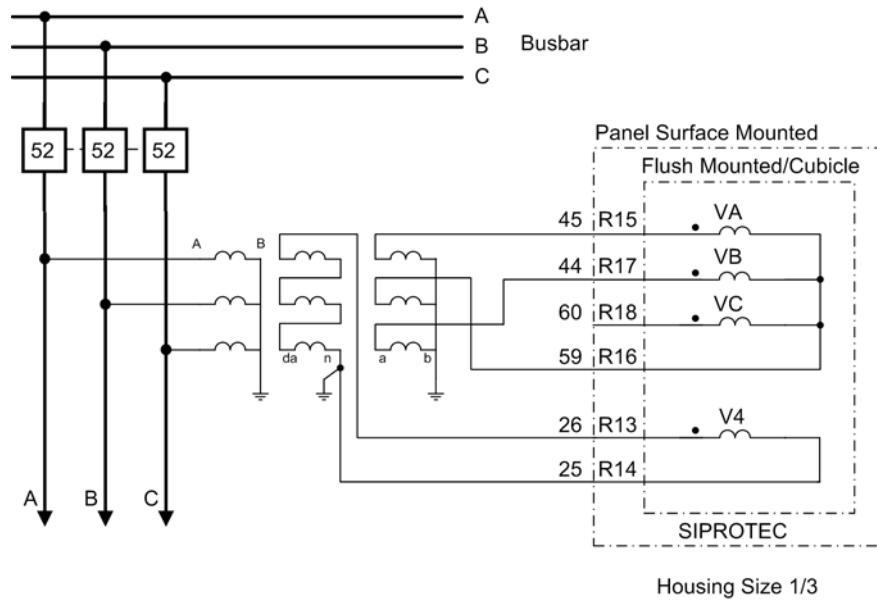 A
B Busbar
C
52 52 52
Panel Surface Mounted
Flush Mounted/Cubicle
A B
45 R15 VA
44 R17 VB
60 R18 VC
59 R16
da n a b
26 R13 V4
25 R14
A B C
SIPROTEC
Housing Size 1/3